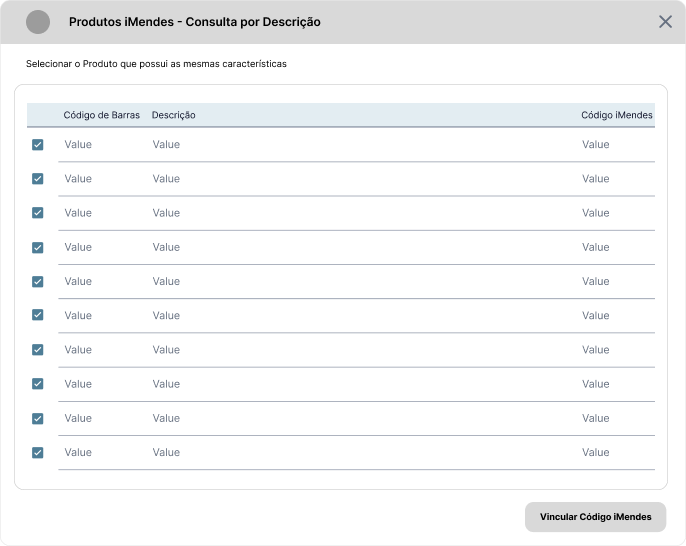 Produtos iMendes - Consulta por Descrição
Selecionar o Produto que possui as mesmas características
Código de Barras Descrição Código iMendes
Value Value Value
Value Value Value
Value Value Value
Value Value Value
Value Value Value
Value Value Value
Value Value Value
Value Value Value
Value Value Value
Value Value Value
Vincular Código iMendes